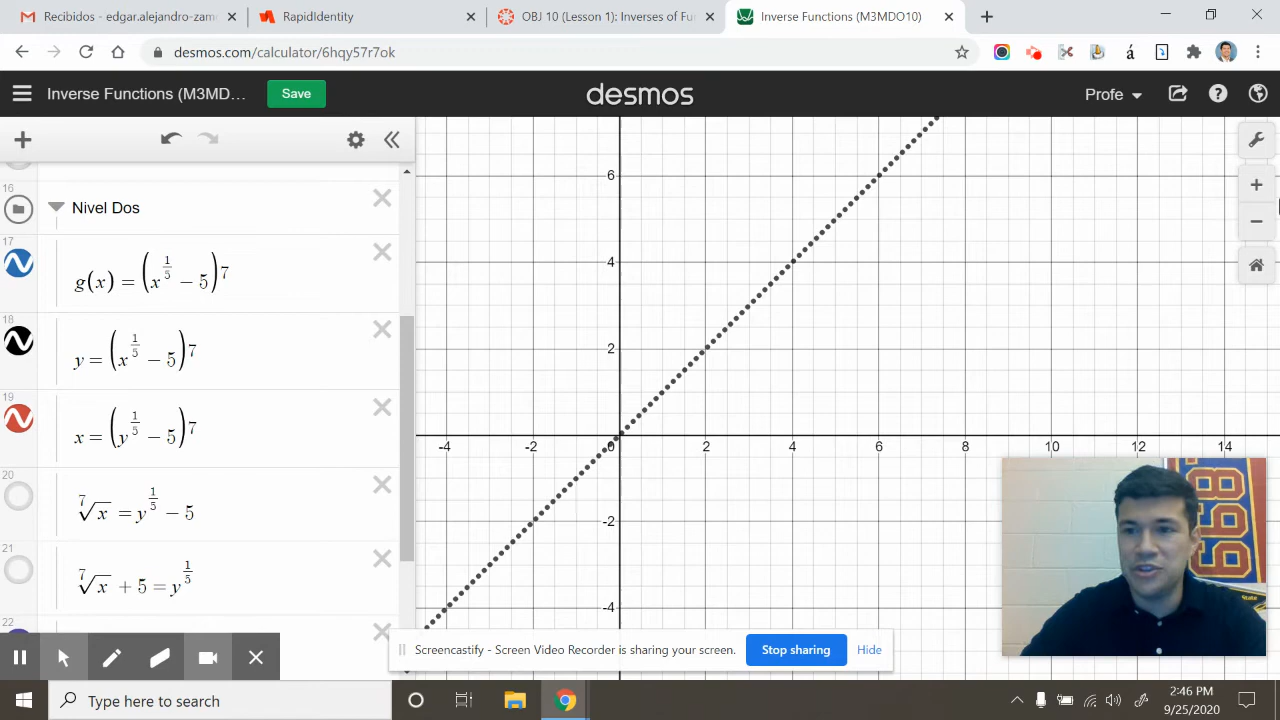 ecibidos - edgar.alejandro-zam
RapidIdentity
OBJ 10 (Lesson 1): Inverses of Fu
Inverse Functions (M3MDO10)
desmos.com/calculator/6hqy57r7ok
á
Inverse Functions (M3MD...
Save
desmos
Profe
16
Nivel Dos
17
g(x) = (x^{1/5} − 5)^7
18
y = (x^{1/5} − 5)^7
19
x = (y^{1/5} − 5)^7
20
⁷√x = y^{1/5} − 5
21
⁷√x + 5 = y^{1/5}
22
6
4
2
-4 -2 0 2 4 6 8 10 12 14
-2
-4
Screencastify - Screen Video Recorder is sharing your screen.
Stop sharing
Hide
State
Type here to search
2:46 PM
9/25/2020